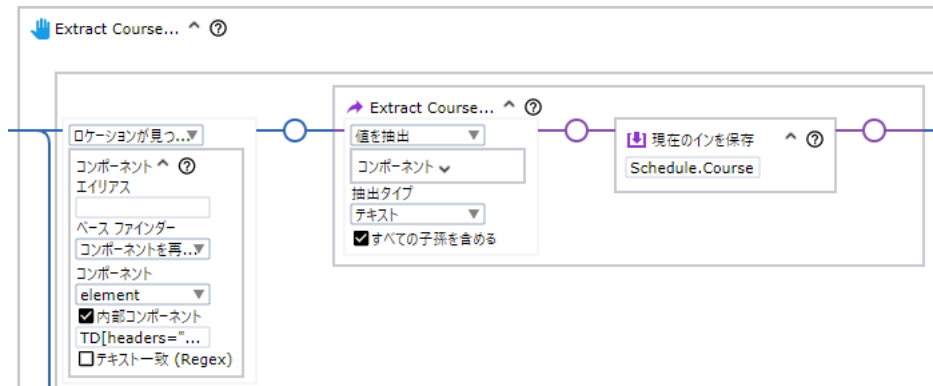 Extract Course...
ロケーションが見つ...
コンポーネント
エイリアス
ベース ファインダー
コンポーネントを再...
コンポーネント
element
内部コンポーネント
TD[headers="...
テキスト一致 (Regex)
Extract Course...
値を抽出
コンポーネント
抽出タイプ
テキスト
すべての子孫を含める
現在のインを保存
Schedule.Course